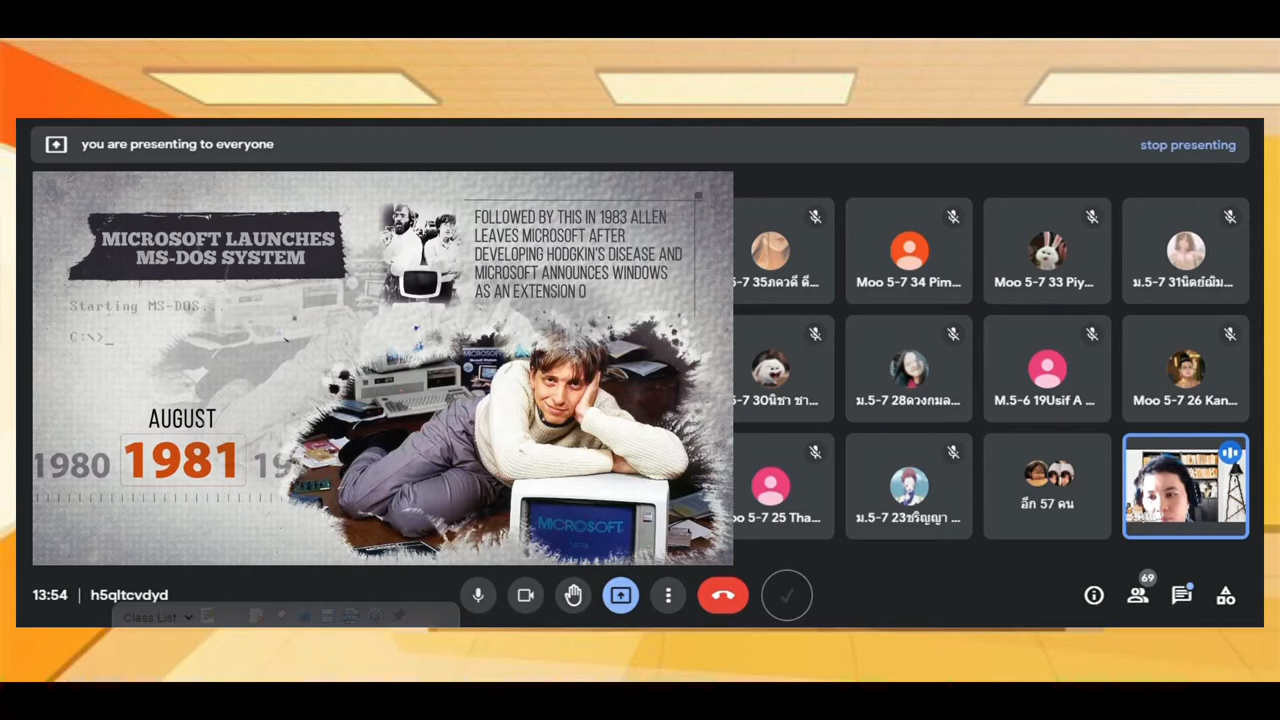 you are presenting to everyone
stop presenting
MICROSOFT LAUNCHES
MS-DOS SYSTEM
FOLLOWED BY THIS IN 1983 ALLEN
LEAVES MICROSOFT AFTER
DEVELOPING HODGKIN'S DISEASE AND
MICROSOFT ANNOUNCES WINDOWS
AS AN EXTENSION O
Starting MS-DOS...
C:\>_
AUGUST
1980 1981 19
MICROSOFT
5-7 35ภควดี ดี...
Moo 5-7 34 Pim...
Moo 5-7 33 Piy...
ม.5-7 31นิตย์ฌิม...
5-7 30นิชา ชา...
ม.5-7 28ดวงกมล...
M.5-6 19Usif A ...
Moo 5-7 26 Kan...
oo 5-7 25 Tha...
ม.5-7 23ชริญญา ...
อีก 57 คน
13:54 | h5qltcvdyd
69
Class List